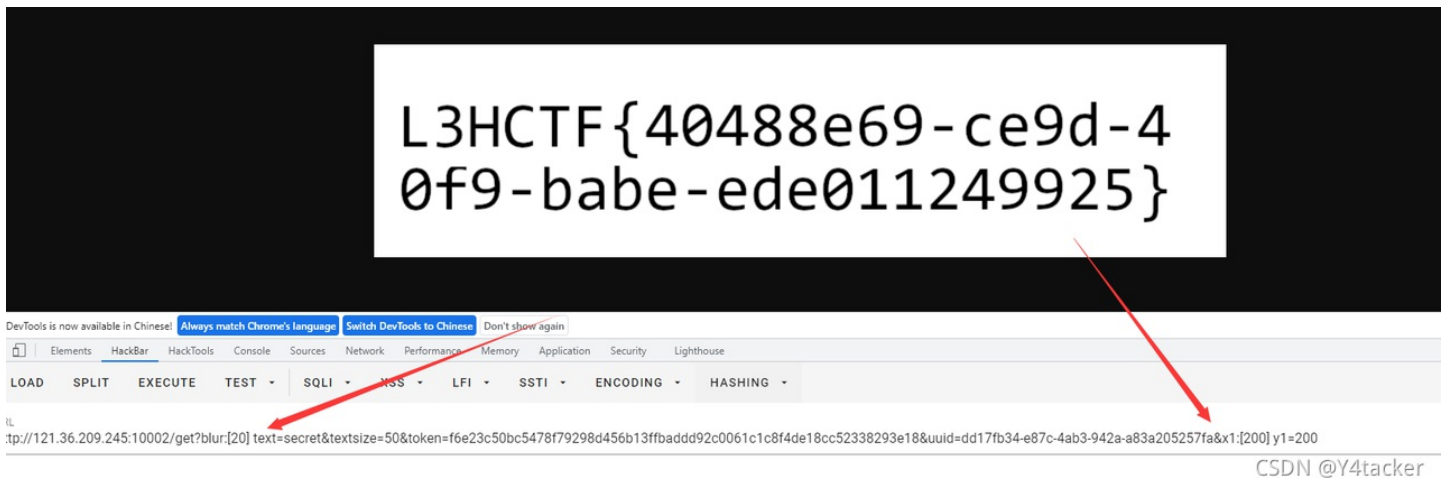 L3HCTF{40488e69-ce9d-4
0f9-babe-ede011249925}
DevTools is now available in Chinese! Always match Chrome's language Switch DevTools to Chinese Don't show again
Elements HackBar HackTools Console Sources Network Performance Memory Application Security Lighthouse
LOAD SPLIT EXECUTE TEST SQLI XSS LFI SSTI ENCODING HASHING
RL
tp://121.36.209.245:10002/get?blur:[20] text=secret&textsize=50&token=f6e23c50bc5478f79298d456b13ffbaddd92c0061c1c8f4de18cc52338293e18&uuid=dd17fb34-e87c-4ab3-942a-a83a205257fa&x1:[200] y1=200
CSDN @Y4tacker